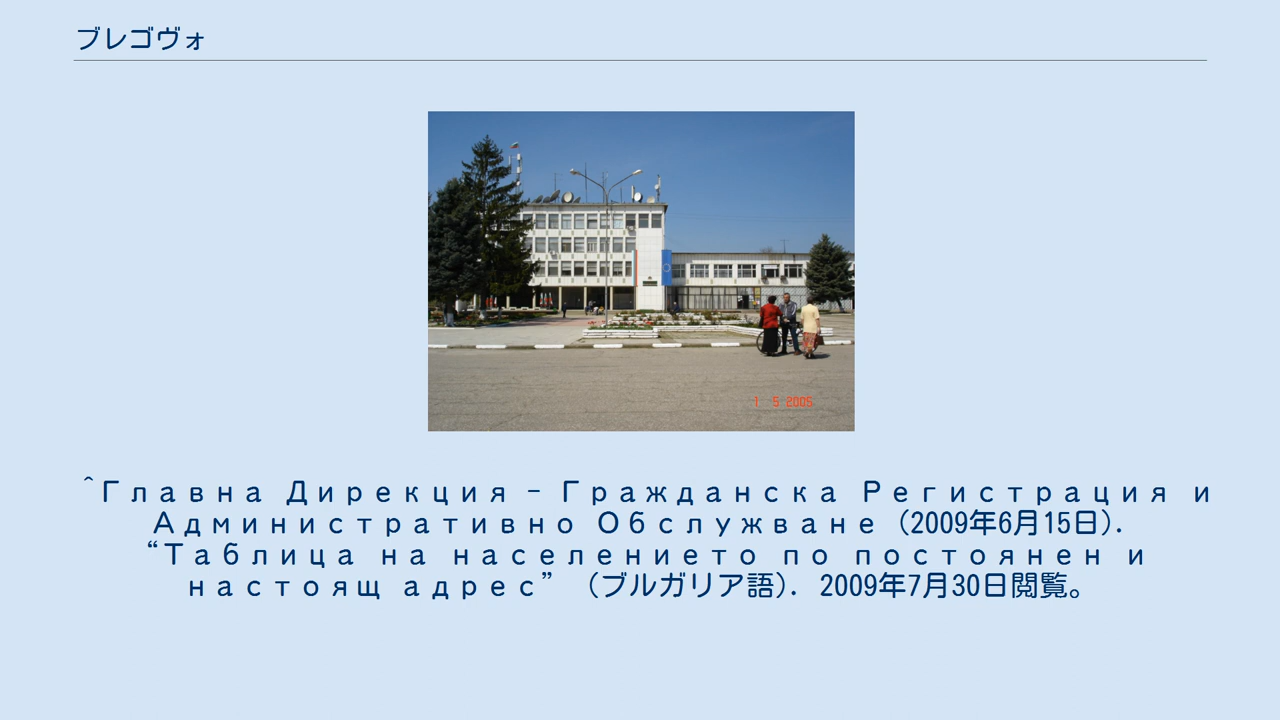 ブレゴヴォ
1 5 2005
^Главна Дирекция - Гражданска Регистрация и
Административно Обслужване (2009年6月15日).
“Таблица на населението по постоянен и
настоящ адрес” (ブルガリア語). 2009年7月30日閲覧。